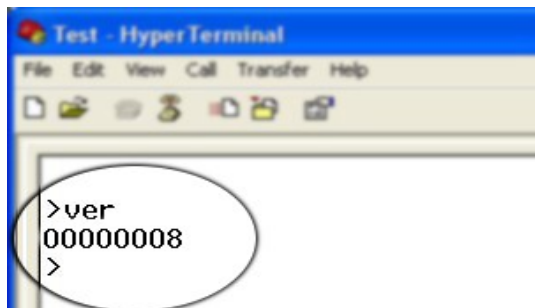 Test - HyperTerminal
File Edit View Call Transfer Help
>ver
00000008
>